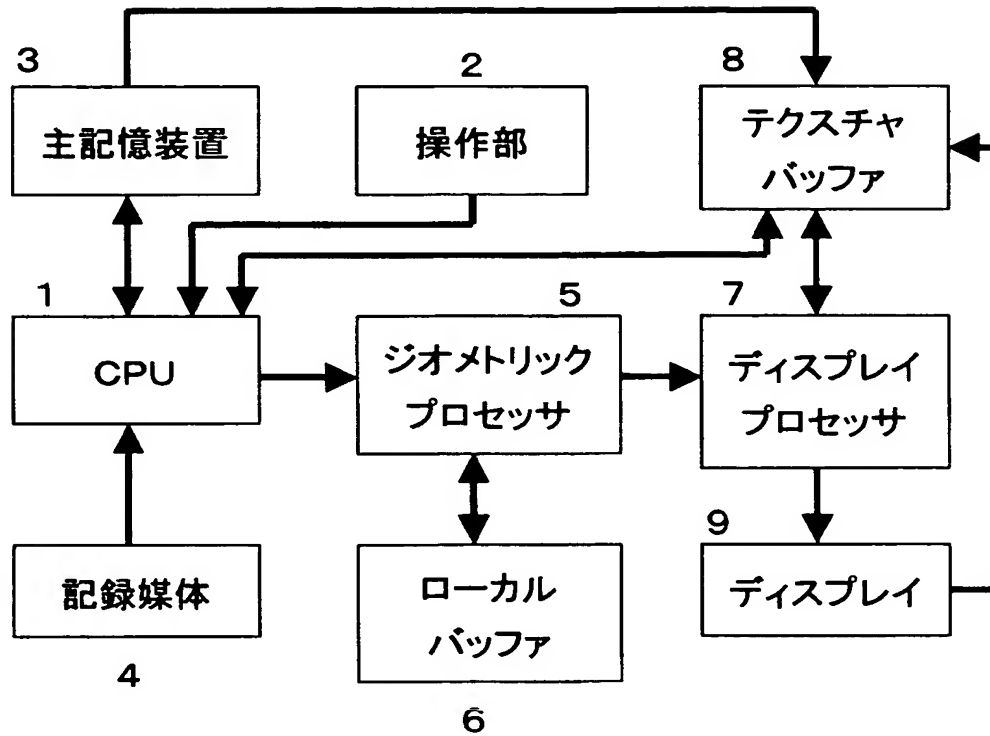 3
主記憶装置
2
操作部
8
テクスチャ
バッファ
1
CPU
5
ジオメトリック
プロセッサ
7
ディスプレイ
プロセッサ
記録媒体
4
ローカル
バッファ
6
9
ディスプレイ